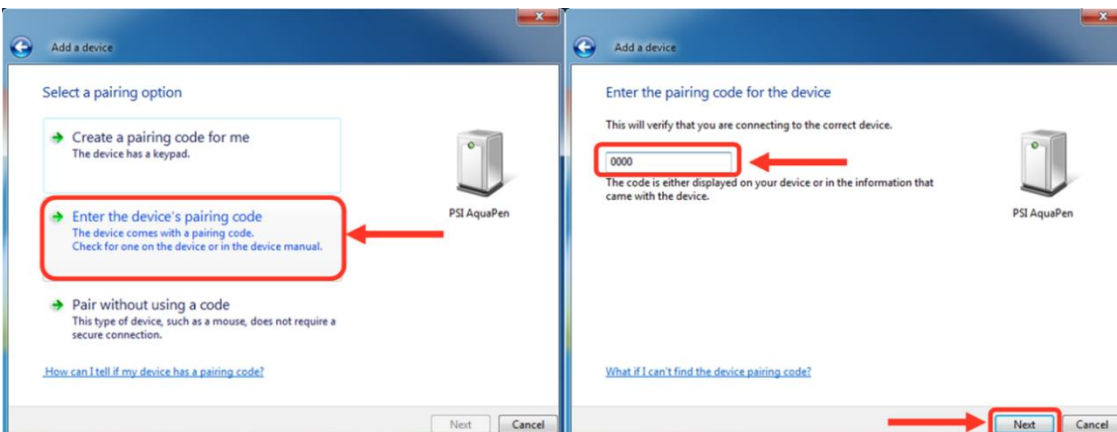 Add a device
Select a pairing option
Create a pairing code for me
The device has a keypad.
Enter the device's pairing code
The device comes with a pairing code.
Check for one on the device or in the device manual.
PSI AquaPen
Pair without using a code
This type of device, such as a mouse, does not require a
secure connection.
How can I tell if my device has a pairing code?
Next
Cancel
Add a device
Enter the pairing code for the device
This will verify that you are connecting to the correct device.
0000
The code is either displayed on your device or in the information that
came with the device.
PSI AquaPen
What if I can't find the device pairing code?
Next
Cancel